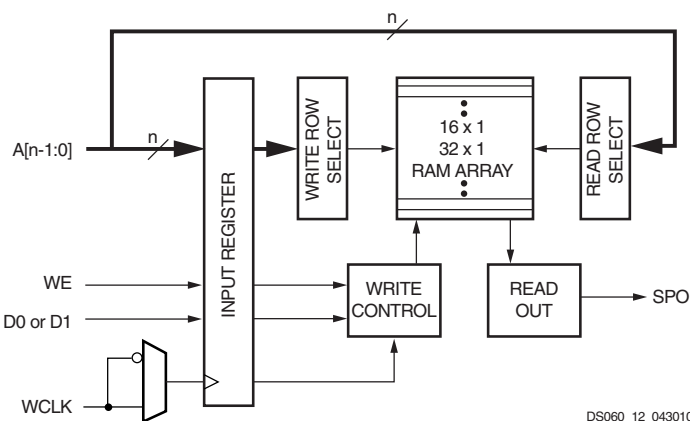 n
n
A[n-1:0]
INPUT REGISTER
WRITE ROW
SELECT
16 x 1
32 x 1
RAM ARRAY
READ ROW
SELECT
WE
D0 or D1
WRITE
CONTROL
READ
OUT
SPO
WCLK
DS060_12_043010